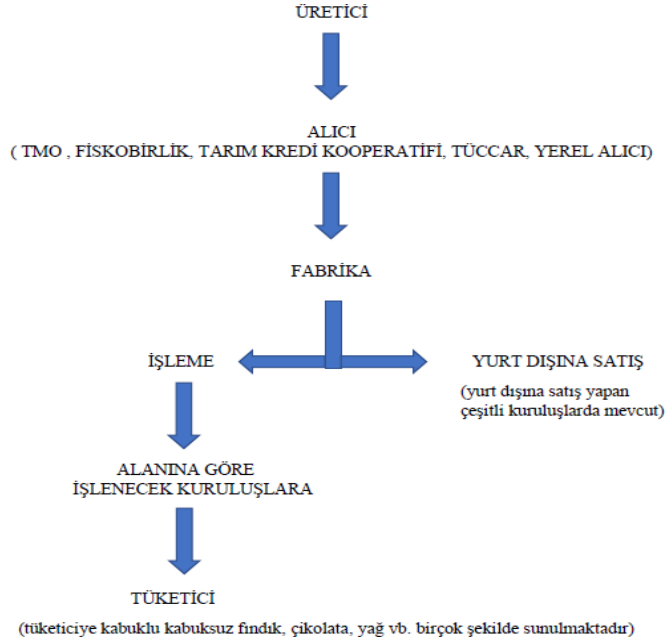 ÜRETİCİ
ALICI
( TMO , FİSKOBİRLİK, TARIM KREDİ KOOPERATİFİ, TÜCCAR, YEREL ALICI)
FABRİKA
İŞLEME
YURT DIŞINA SATIŞ
(yurt dışına satış yapan
çeşitli kuruluşlarda mevcut)
ALANINA GÖRE
İŞLENECEK KURULUŞLARA
TÜKETİCİ
(tüketiciye kabuklu kabuksuz fındık, çikolata, yağ vb. birçok şekilde sunulmaktadır)